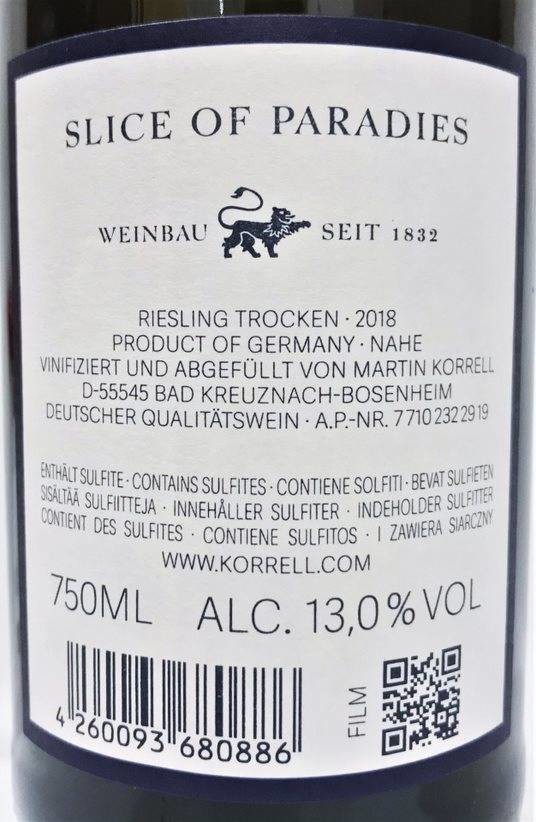 SLICE OF PARADIES
WEINBAU SEIT 1832
RIESLING TROCKEN · 2018
PRODUCT OF GERMANY · NAHE
VINIFIZIERT UND ABGEFÜLLT VON MARTIN KORRELL
D-55545 BAD KREUZNACH-BOSENHEIM
DEUTSCHER QUALITÄTSWEIN · A.P.-NR. 7 710 232 29 19
ENTHÄLT SULFITE · CONTAINS SULFITES · CONTIENE SOLFITI · BEVAT SULFIETEN
SISÄLTÄÄ SULFIITTEJA · INNEHÅLLER SULFITER · INDEHOLDER SULFITTER
CONTIENT DES SULFITES · CONTIENE SULFITOS · I ZAWIERA SIARCZNY
WWW.KORRELL.COM
750ML ALC. 13,0 % VOL
FILM
4 260093 680886